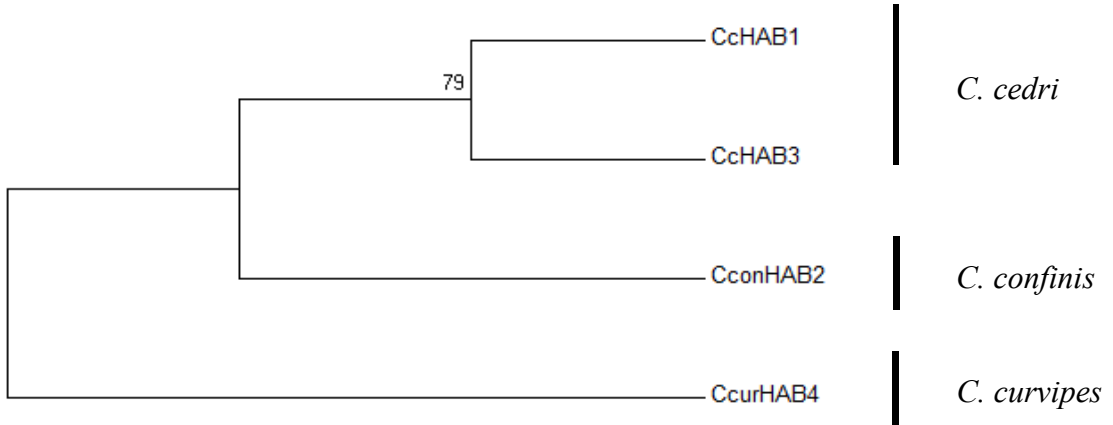 CcHAB1
79
C. cedri
CcHAB3
CconHAB2
C. confinis
CcurHAB4
C. curvipes